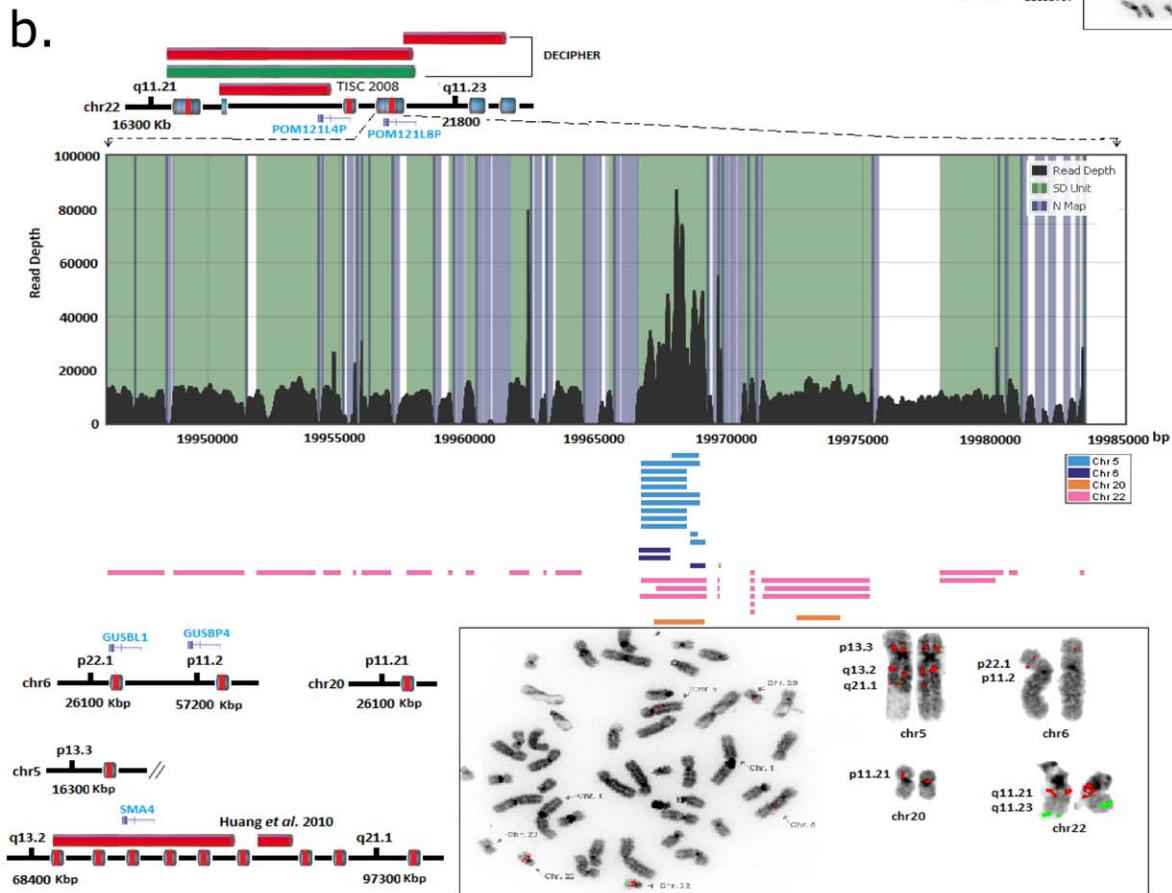 b.
DECIPHER
q11.21
TISC 2008
q11.23
chr22
16300 Kb
POM121L4P
POM121L8P
21800
100000
80000
60000
40000
20000
0
Read Depth
Read Depth
SD Unit
N Map
19950000
19955000
19960000
19965000
19970000
19975000
19980000
19985000 bp
Chr 5
Chr 6
Chr 20
Chr 22
GUSBL1
GUSBP4
p22.1
p11.2
chr6
26100 Kbp
57200 Kbp
p11.21
chr20
26100 Kbp
p13.3
chr5
16300 Kbp
SMA4
Huang et al. 2010
q13.2
q21.1
68400 Kbp
97300 Kbp
p13.3
q13.2
q21.1
chr5
p22.1
p11.2
chr6
p11.21
chr20
q11.21
q11.23
chr22